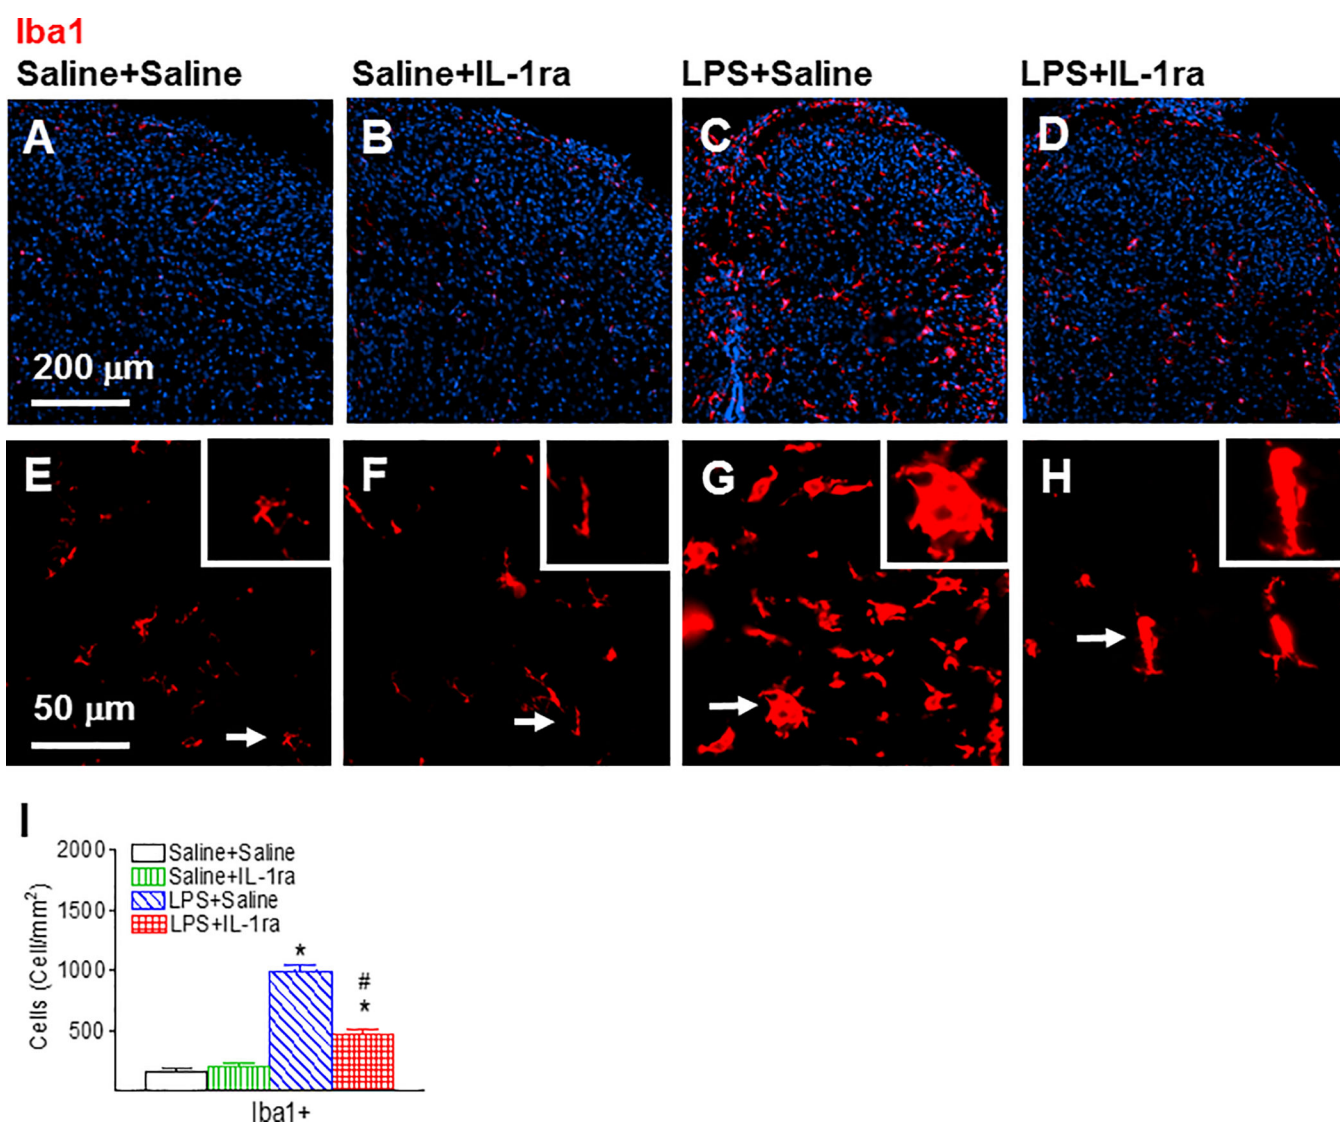 Iba1
Saline+Saline Saline+IL-1ra LPS+Saline LPS+IL-1ra
A B C D
200 μm
E F G H
50 μm
I
2000
1500
1000
500
Cells (Cell/mm²)
Saline+Saline
Saline+IL-1ra
LPS+Saline
LPS+IL-1ra
*
#
*
Iba1+